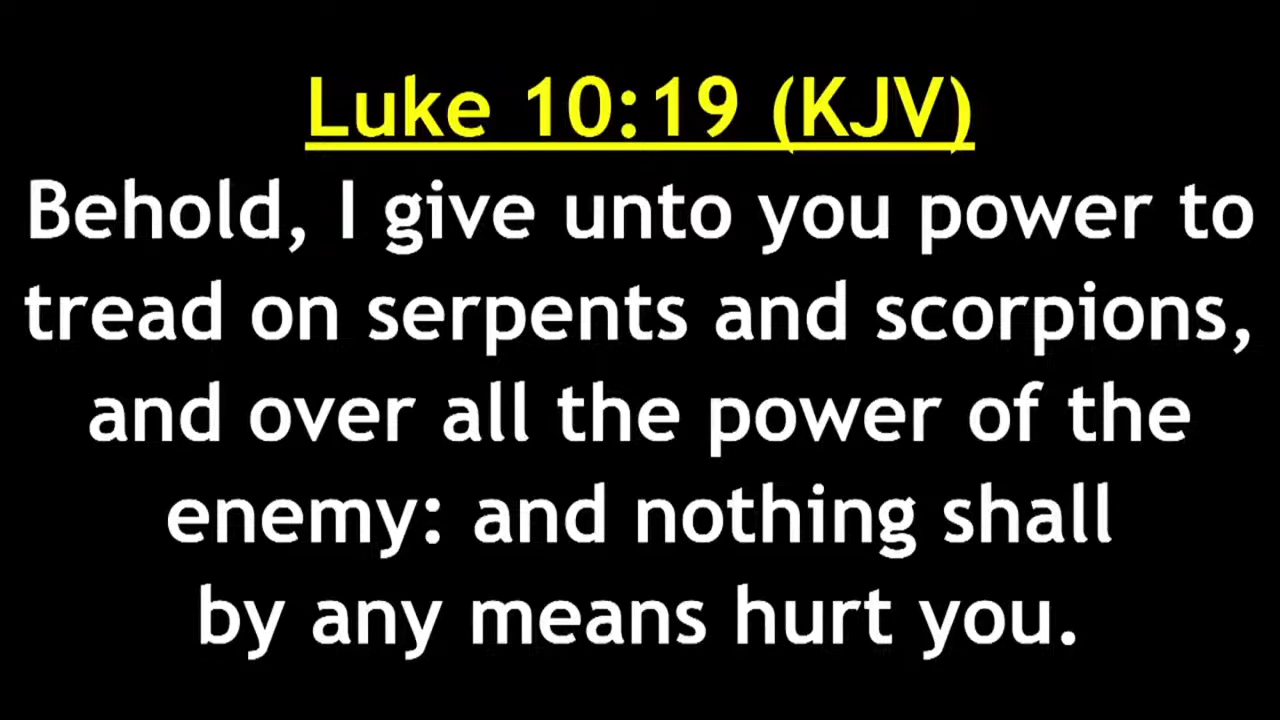 Luke 10:19 (KJV)
Behold, I give unto you power to
tread on serpents and scorpions,
and over all the power of the
enemy: and nothing shall
by any means hurt you.